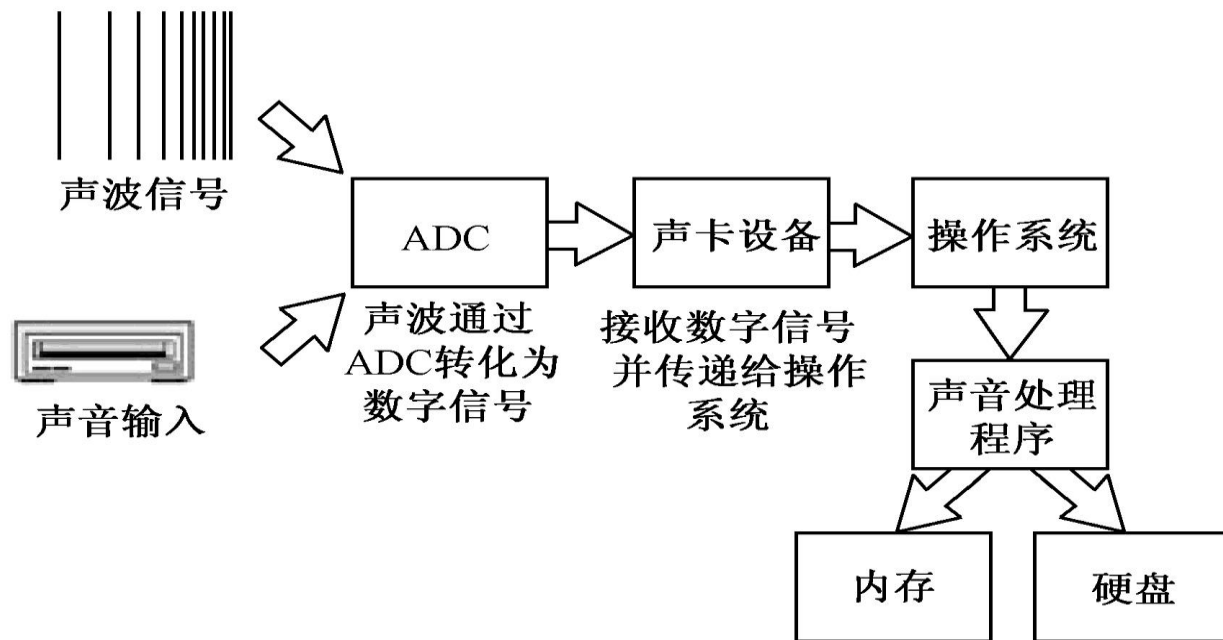 声波信号
声音输入
ADC
声波通过
ADC转化为
数字信号
声卡设备
接收数字信号
并传递给操作
系统
操作系统
声音处理
程序
内存
硬盘